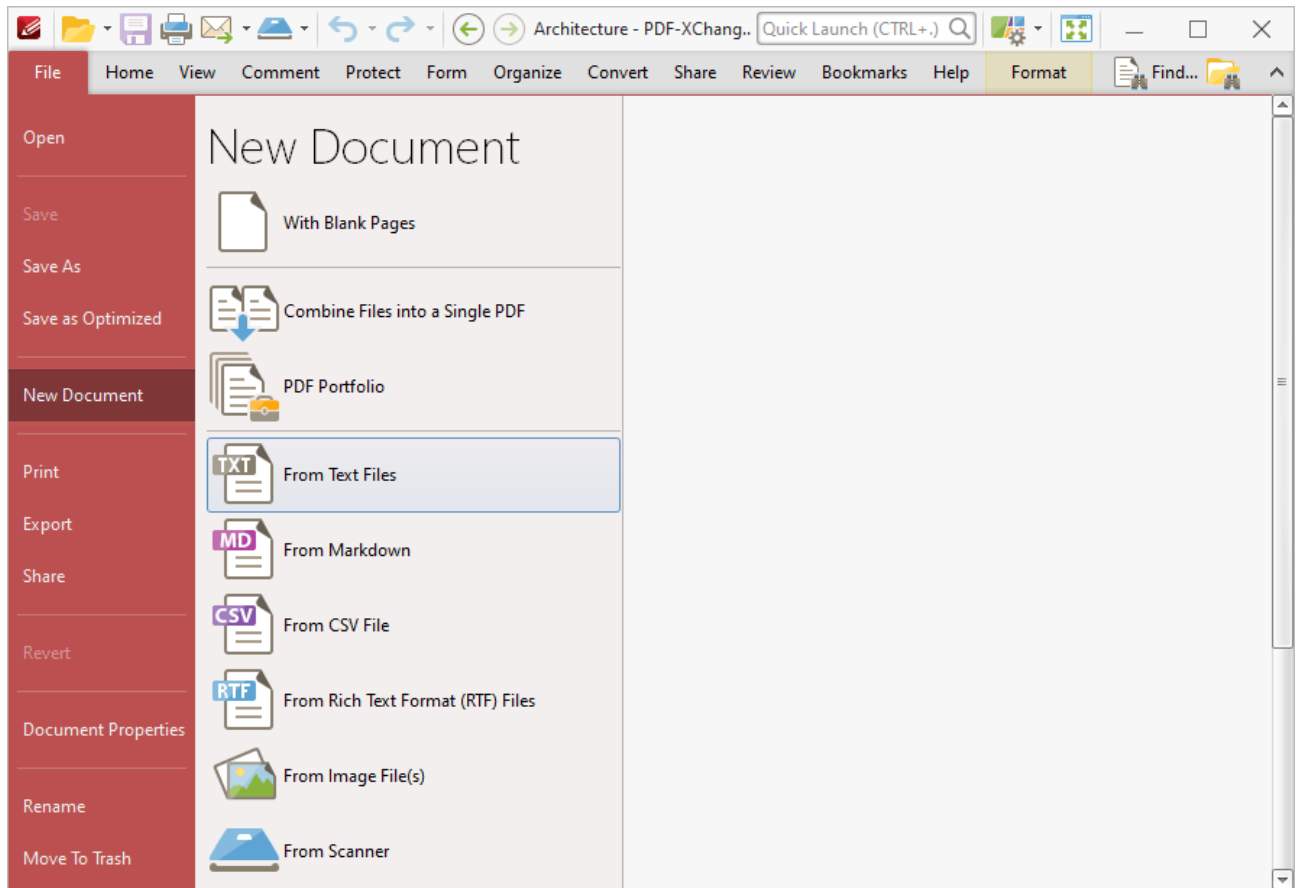 Architecture - PDF-XChang..
Quick Launch (CTRL+.)
File Home View Comment Protect Form Organize Convert Share Review Bookmarks Help Format Find...
Open
Save
Save As
Save as Optimized
New Document
Print
Export
Share
Revert
Document Properties
Rename
Move To Trash
New Document
With Blank Pages
Combine Files into a Single PDF
PDF Portfolio
TXT
From Text Files
MD
From Markdown
CSV
From CSV File
RTF
From Rich Text Format (RTF) Files
From Image File(s)
From Scanner